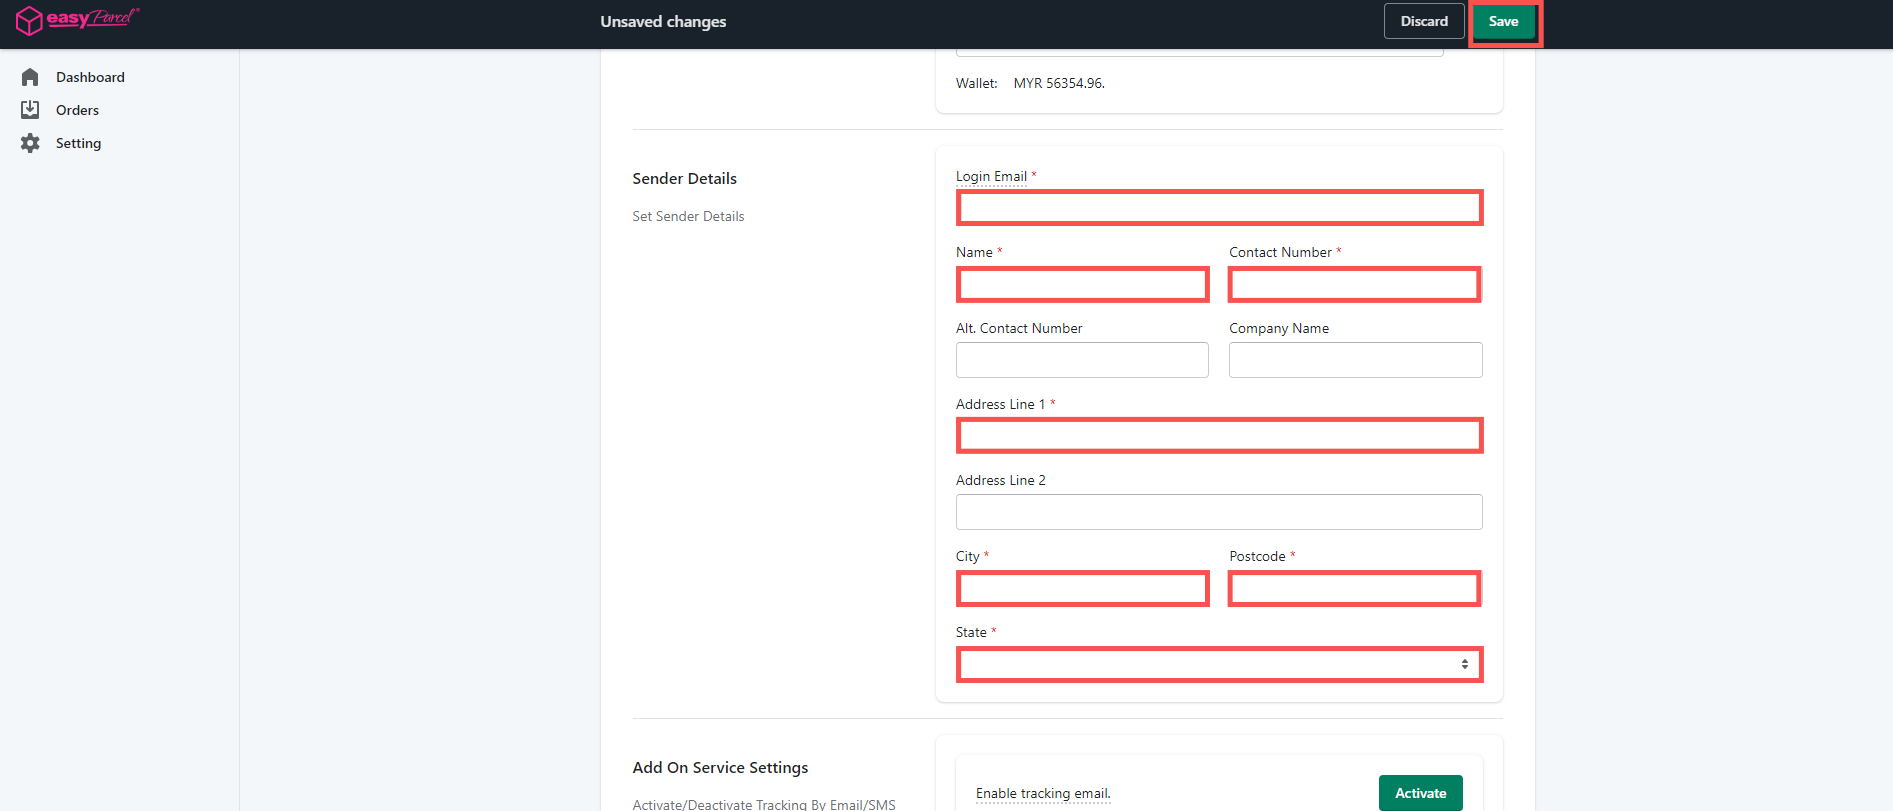 easyParcel
Unsaved changes
Discard
Save
Dashboard
Orders
Setting
Wallet: MYR 56354.96.
Sender Details
Set Sender Details
Login Email *
Name *
Contact Number *
Alt. Contact Number
Company Name
Address Line 1 *
Address Line 2
City *
Postcode *
State *
Add On Service Settings
Activate/Deactivate Tracking By Email/SMS
Enable tracking email.
Activate